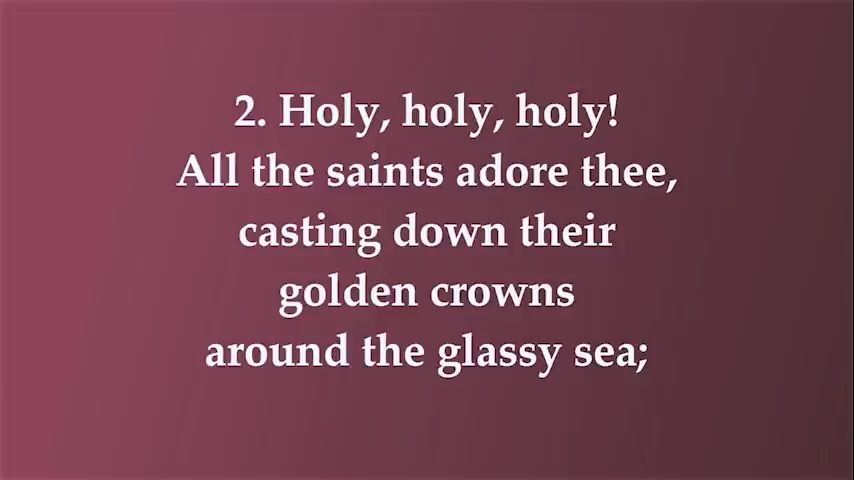 2. Holy, holy, holy!
All the saints adore thee,
casting down their
golden crowns
around the glassy sea;